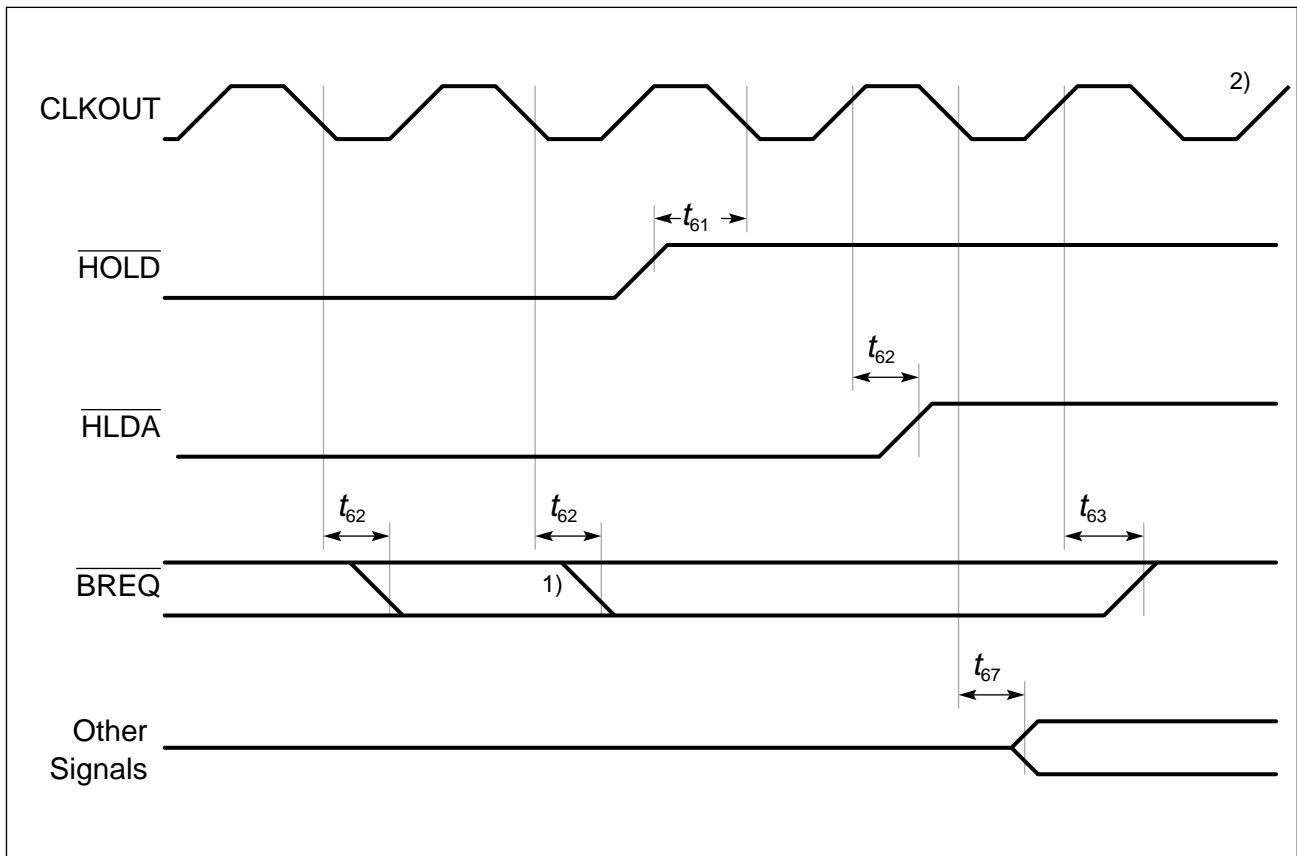 2)
CLKOUT
t61
HOLD
t62
HLDA
t62
t62
t63
BREQ
1)
t67
Other
Signals